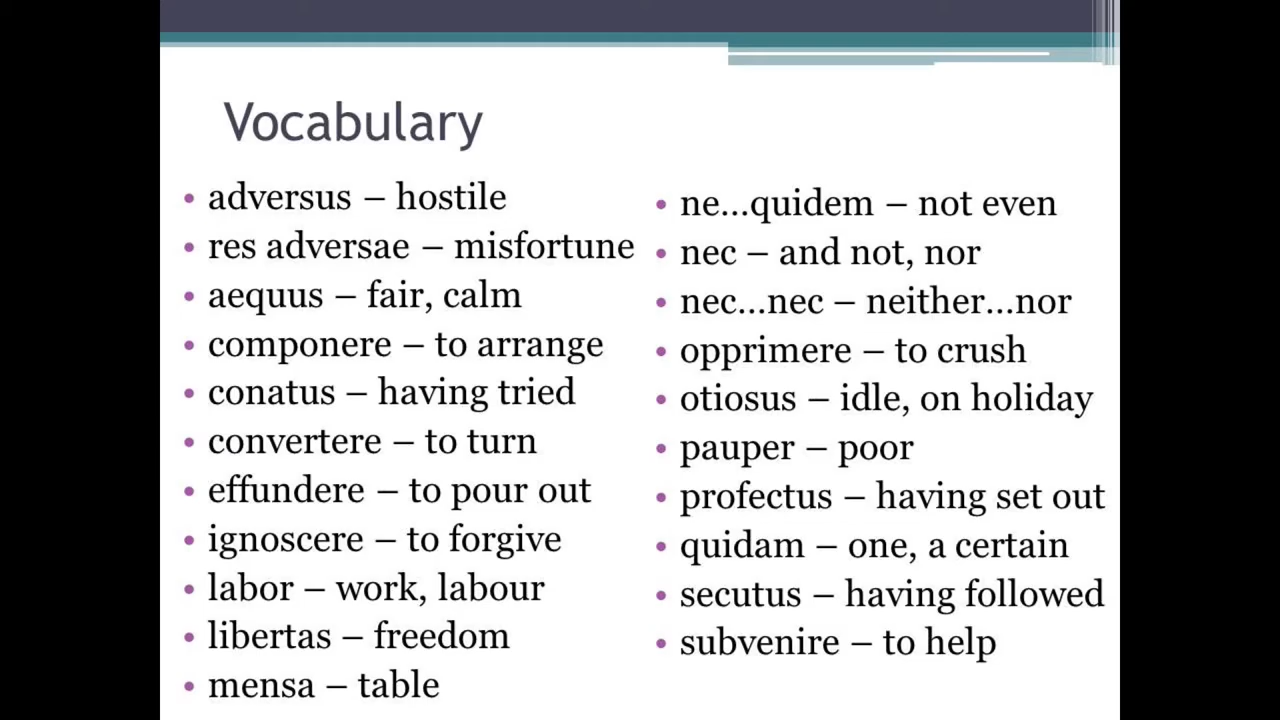 Vocabulary
• adversus – hostile
• res adversae – misfortune
• aequus – fair, calm
• componere – to arrange
• conatus – having tried
• convertere – to turn
• effundere – to pour out
• ignoscere – to forgive
• labor – work, labour
• libertas – freedom
• mensa – table
• ne...quidem – not even
• nec – and not, nor
• nec...nec – neither...nor
• opprimere – to crush
• otiosus – idle, on holiday
• pauper – poor
• profectus – having set out
• quidam – one, a certain
• secutus – having followed
• subvenire – to help